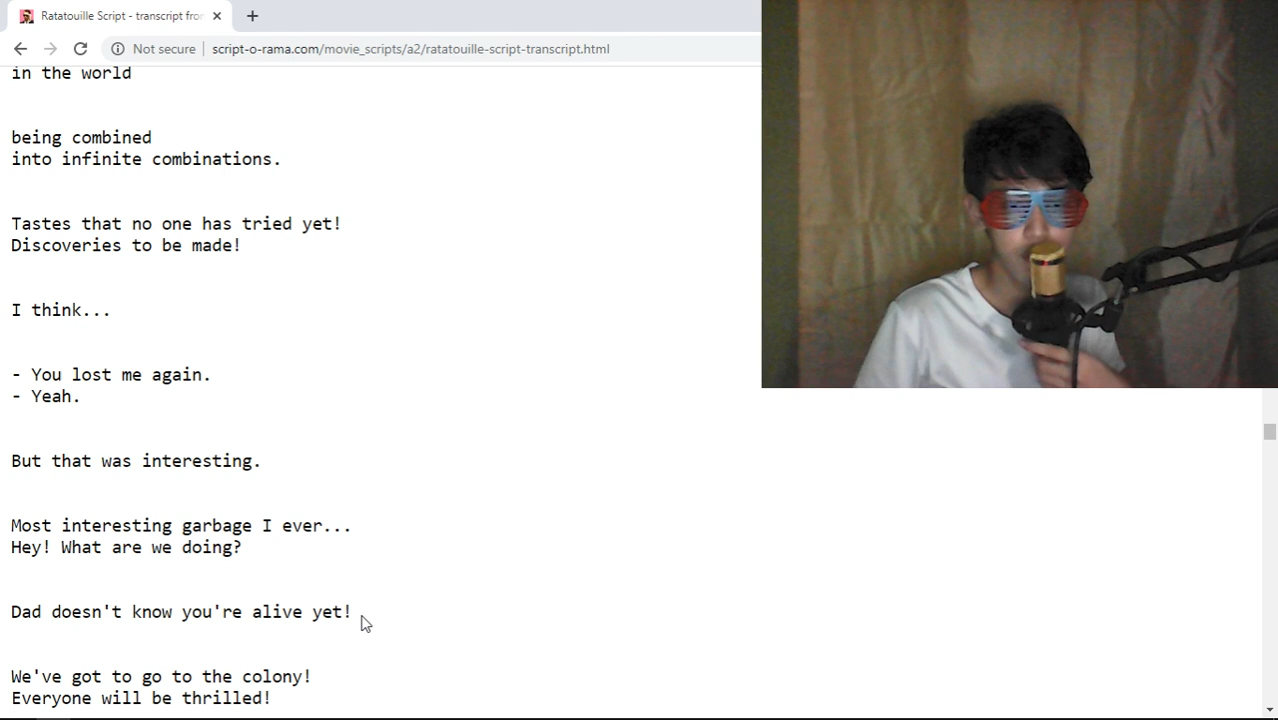 Ratatouille Script - transcript fror
Not secure
script-o-rama.com/movie_scripts/a2/ratatouille-script-transcript.html
in the world
being combined
into infinite combinations.
Tastes that no one has tried yet!
Discoveries to be made!
I think...
- You lost me again.
- Yeah.
But that was interesting.
Most interesting garbage I ever...
Hey! What are we doing?
Dad doesn't know you're alive yet!
We've got to go to the colony!
Everyone will be thrilled!